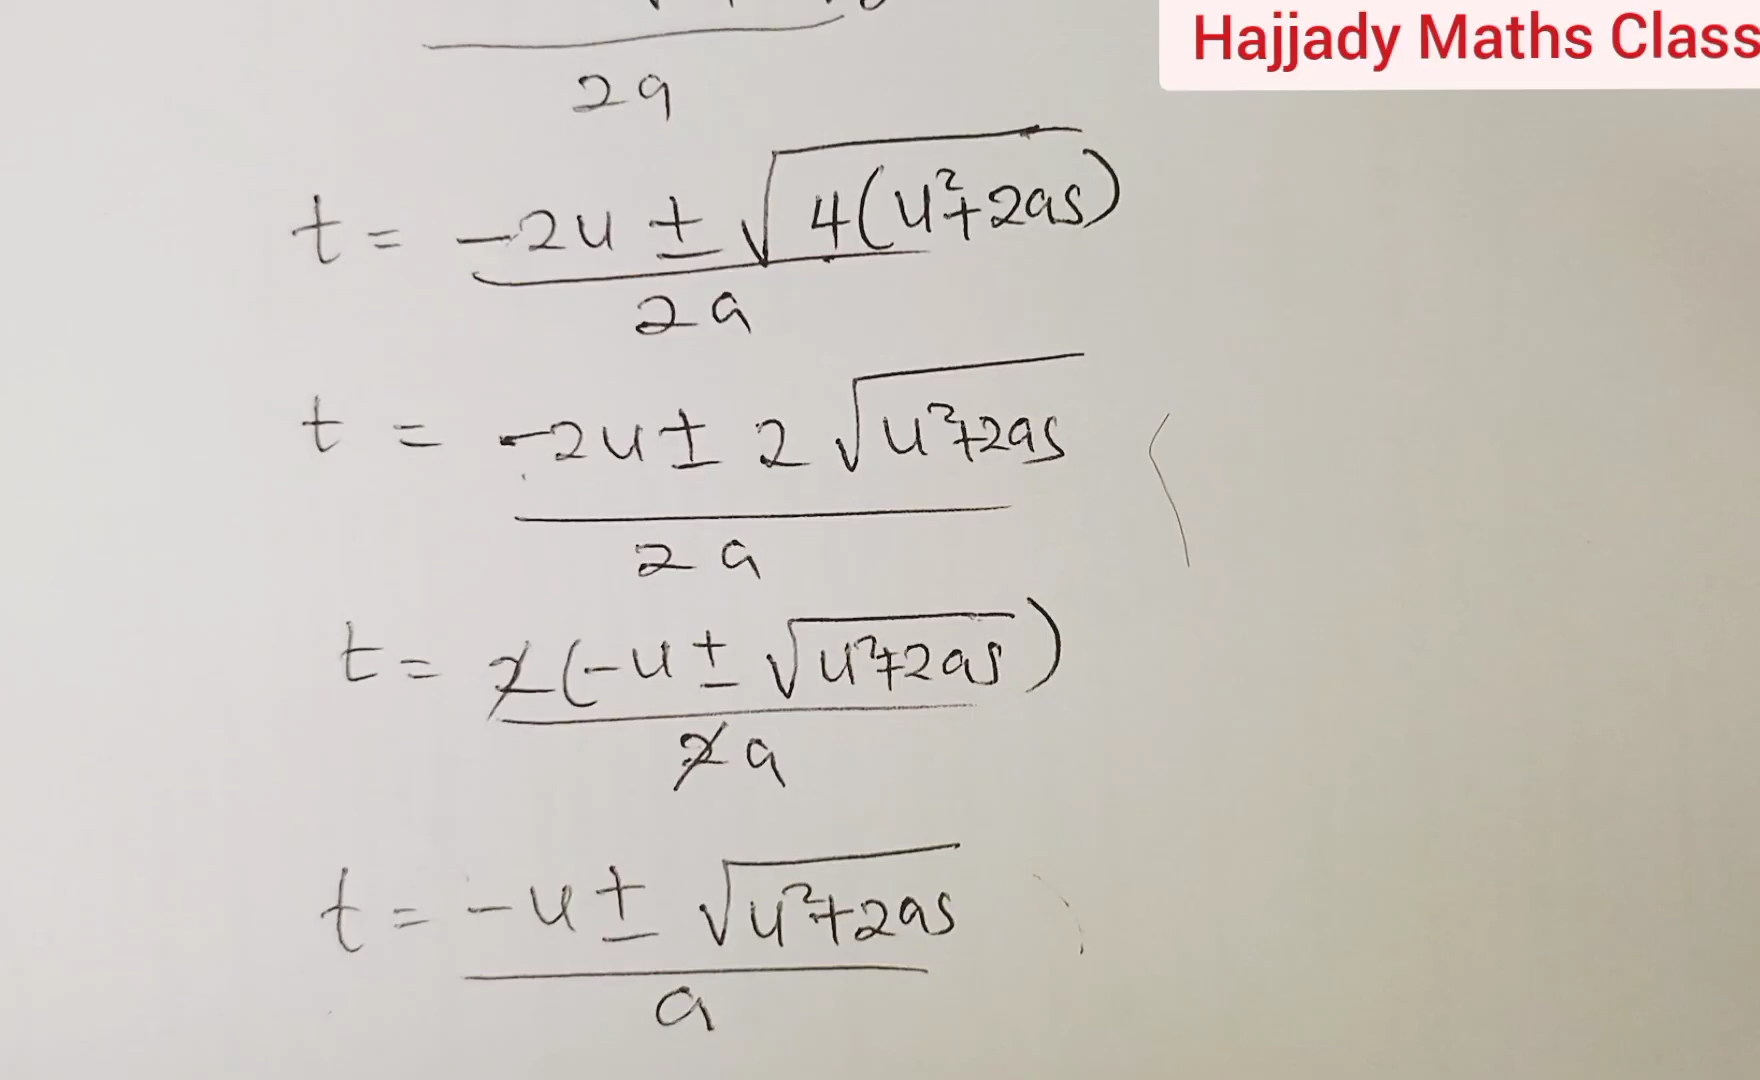 Hajjady Maths Class
2a
t = -2u ± √4(u²+2as)
2a
t = -2u ± 2 √u²+2as
2a
t = 2(-u ± √u²+2as)
2a
t = -u ± √u²+2as
a